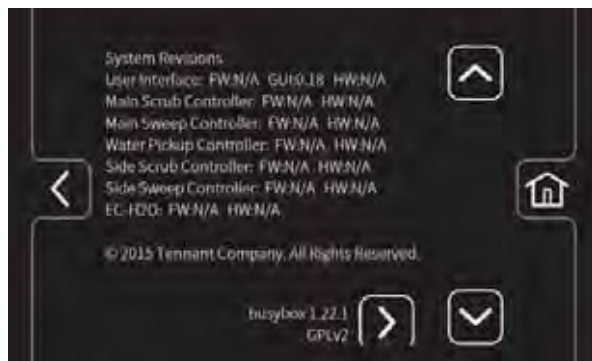 System Revisions
User Interface: FW:N/A GUI:0.18 HW:N/A
Main Scrub Controller: FW:N/A HW:N/A
Main Sweep Controller: FW:N/A HW:N/A
Water Pickup Controller: FW:N/A HW:N/A
Side Scrub Controller: FW:N/A HW:N/A
Side Sweep Controller: FW:N/A HW:N/A
EC-H2O: FW:N/A HW:N/A
© 2015 Tennant Company. All Rights Reserved.
busybox 1.22.1
GPLv2